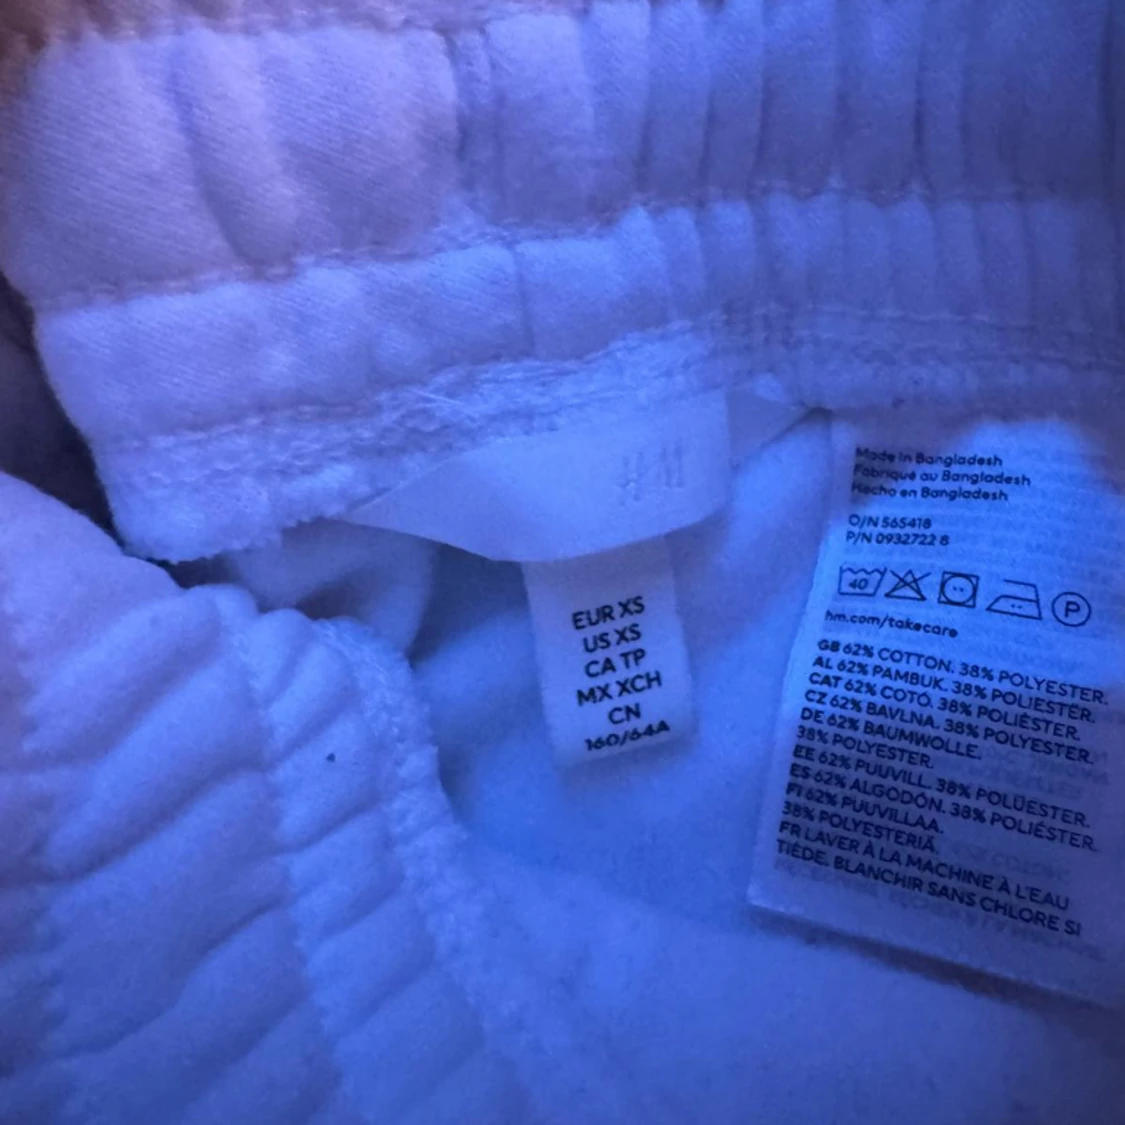 H&M
EUR XS
US XS
CA TP
MX XCH
CN
160/64A
Made in Bangladesh
Fabriqué au Bangladesh
Hecho en Bangladesh
O/N 565418
P/N 0932722 8
40
P
hm.com/takecare
GB 62% COTTON. 38% POLYESTER.
AL 62% PAMBUK. 38% POLIESTËR.
CAT 62% COTÓ. 38% POLIÈSTER.
CZ 62% BAVLNA. 38% POLYESTER.
DE 62% BAUMWOLLE.
38% POLYESTER.
EE 62% PUUVILL. 38% POLÜESTER.
ES 62% ALGODÓN. 38% POLIÉSTER.
FI 62% PUUVILLAA.
38% POLYESTERIÄ.
FR LAVER À LA MACHINE À L'EAU
TIÈDE. BLANCHIR SANS CHLORE SI